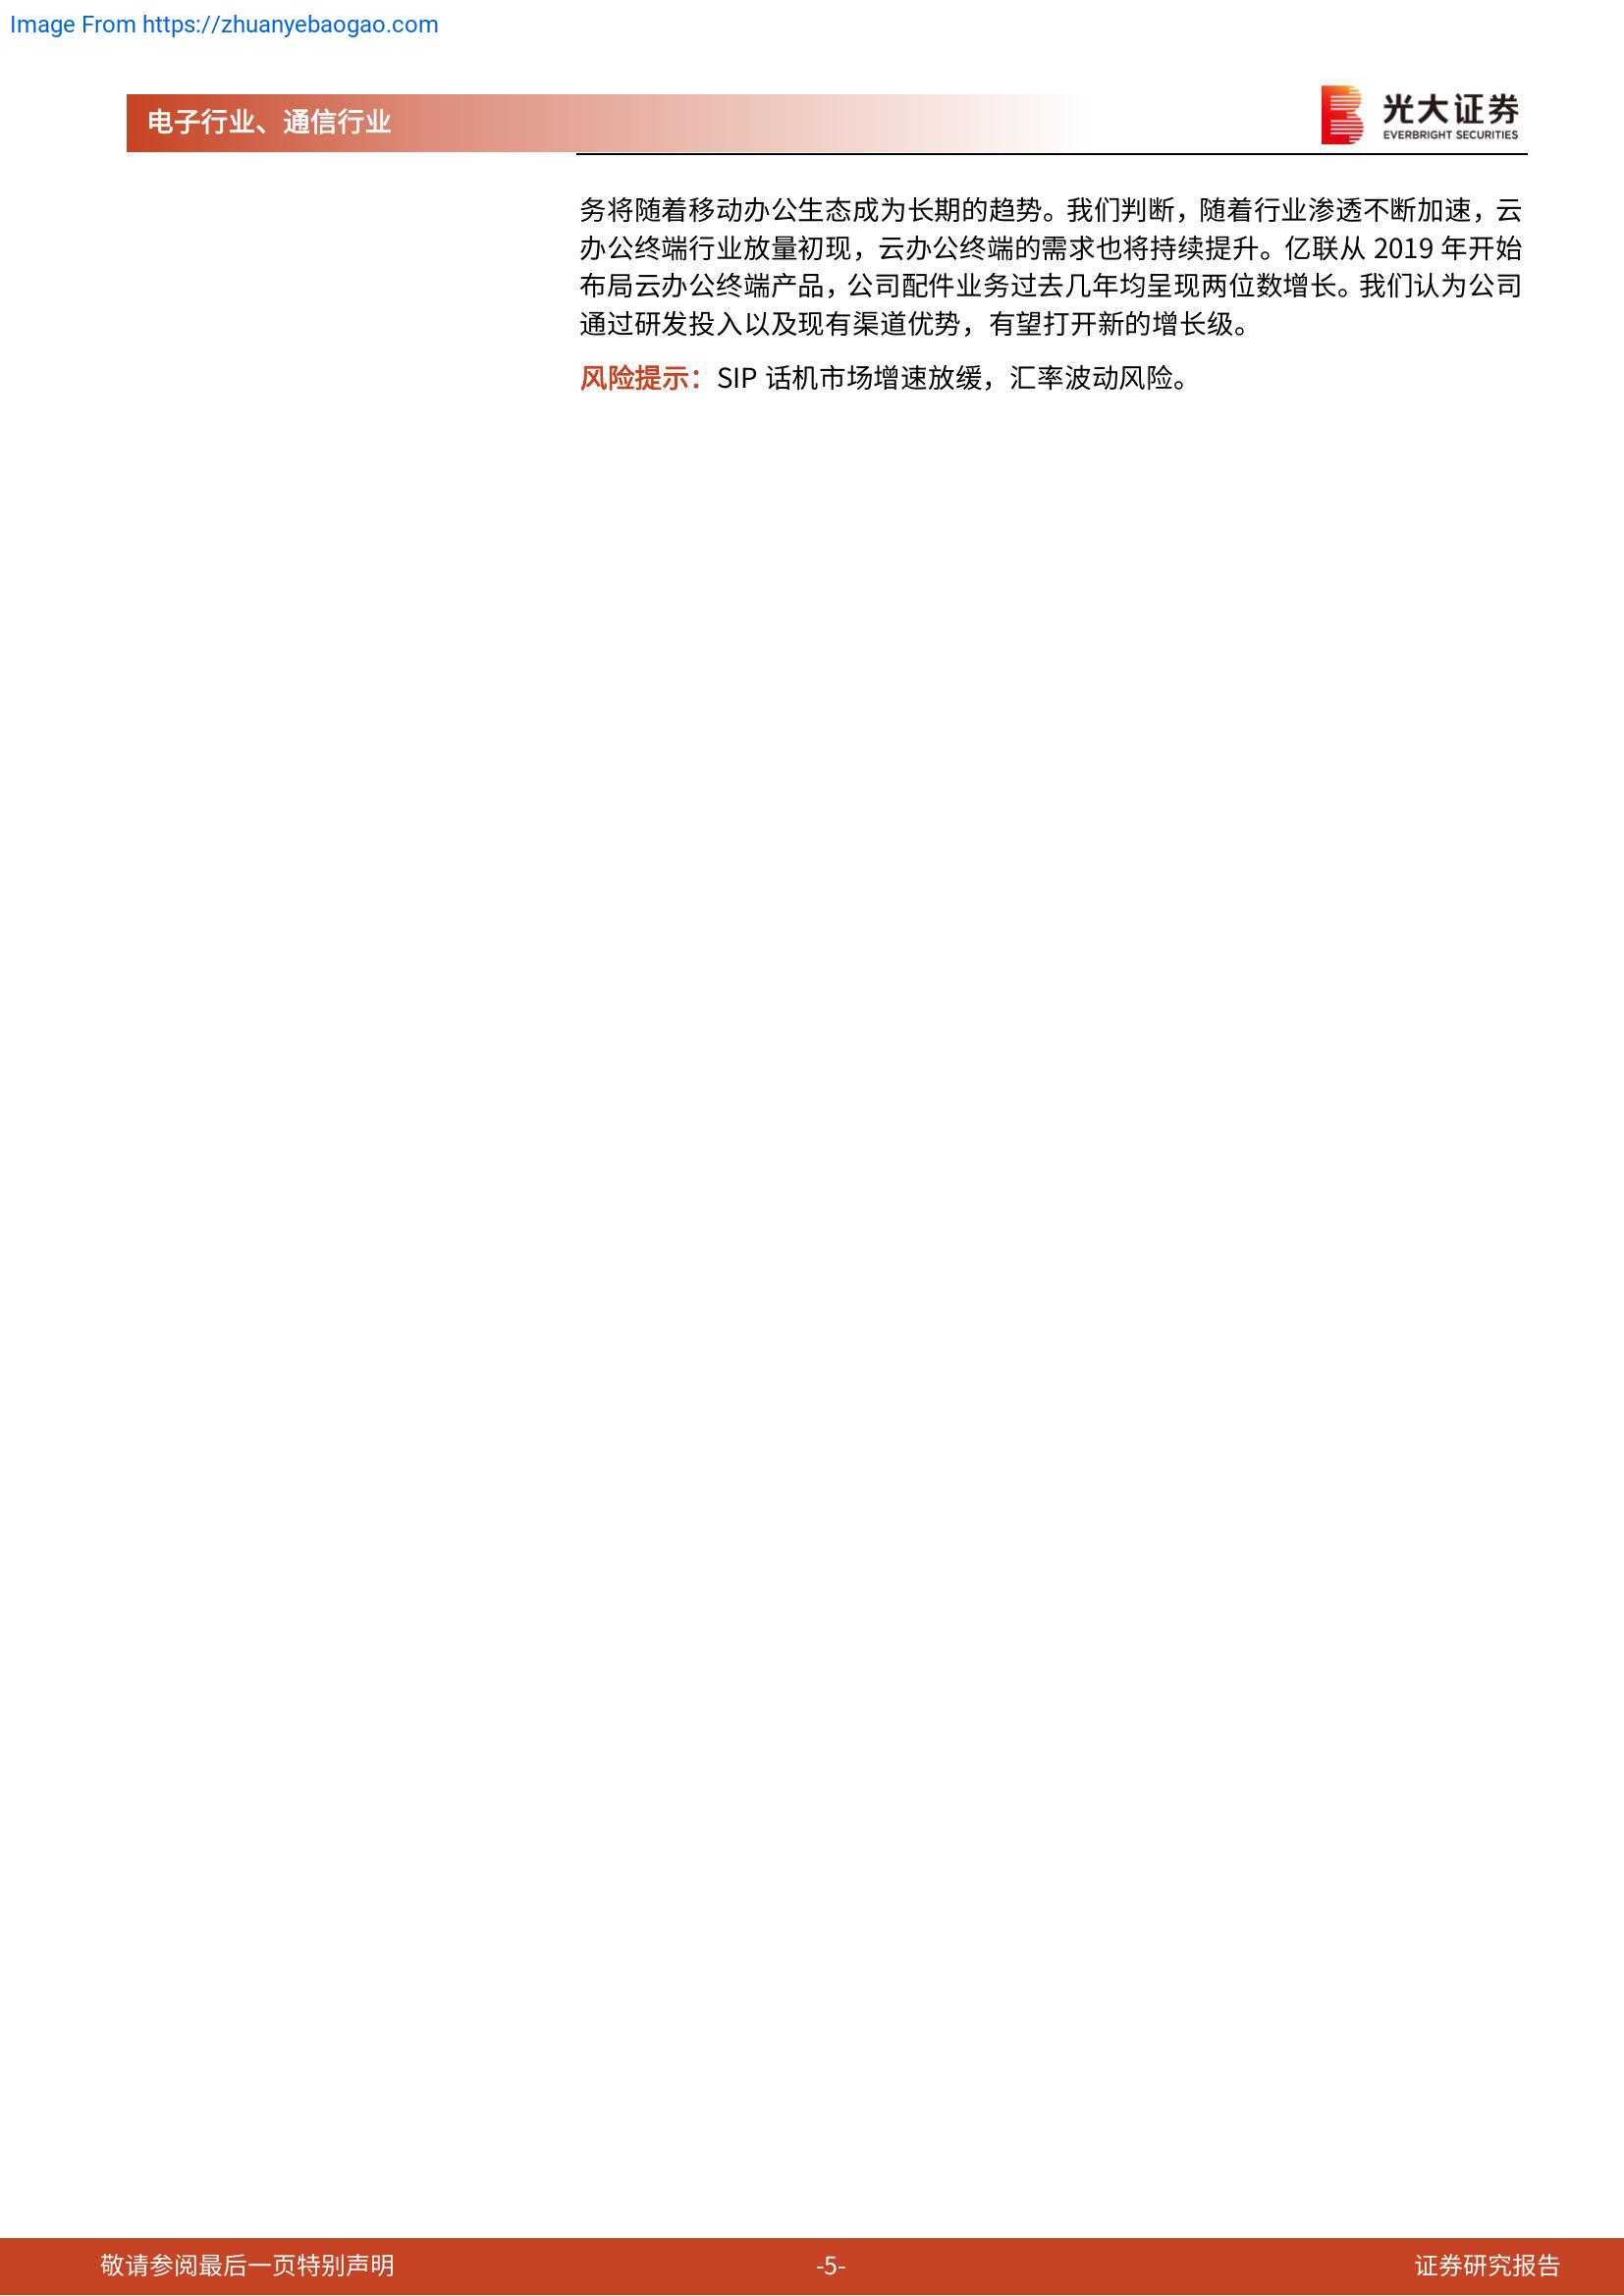 Image From https://zhuanyebaogao.com
电子行业、通信行业
光大证券
EVERBRIGHT SECURITIES
务将随着移动办公生态成为长期的趋势。我们判断，随着行业渗透不断加速，云
办公终端行业放量初现，云办公终端的需求也将持续提升。亿联从 2019 年开始
布局云办公终端产品，公司配件业务过去几年均呈现两位数增长。我们认为公司
通过研发投入以及现有渠道优势，有望打开新的增长级。
风险提示：SIP 话机市场增速放缓，汇率波动风险。
敬请参阅最后一页特别声明
-5-
证券研究报告